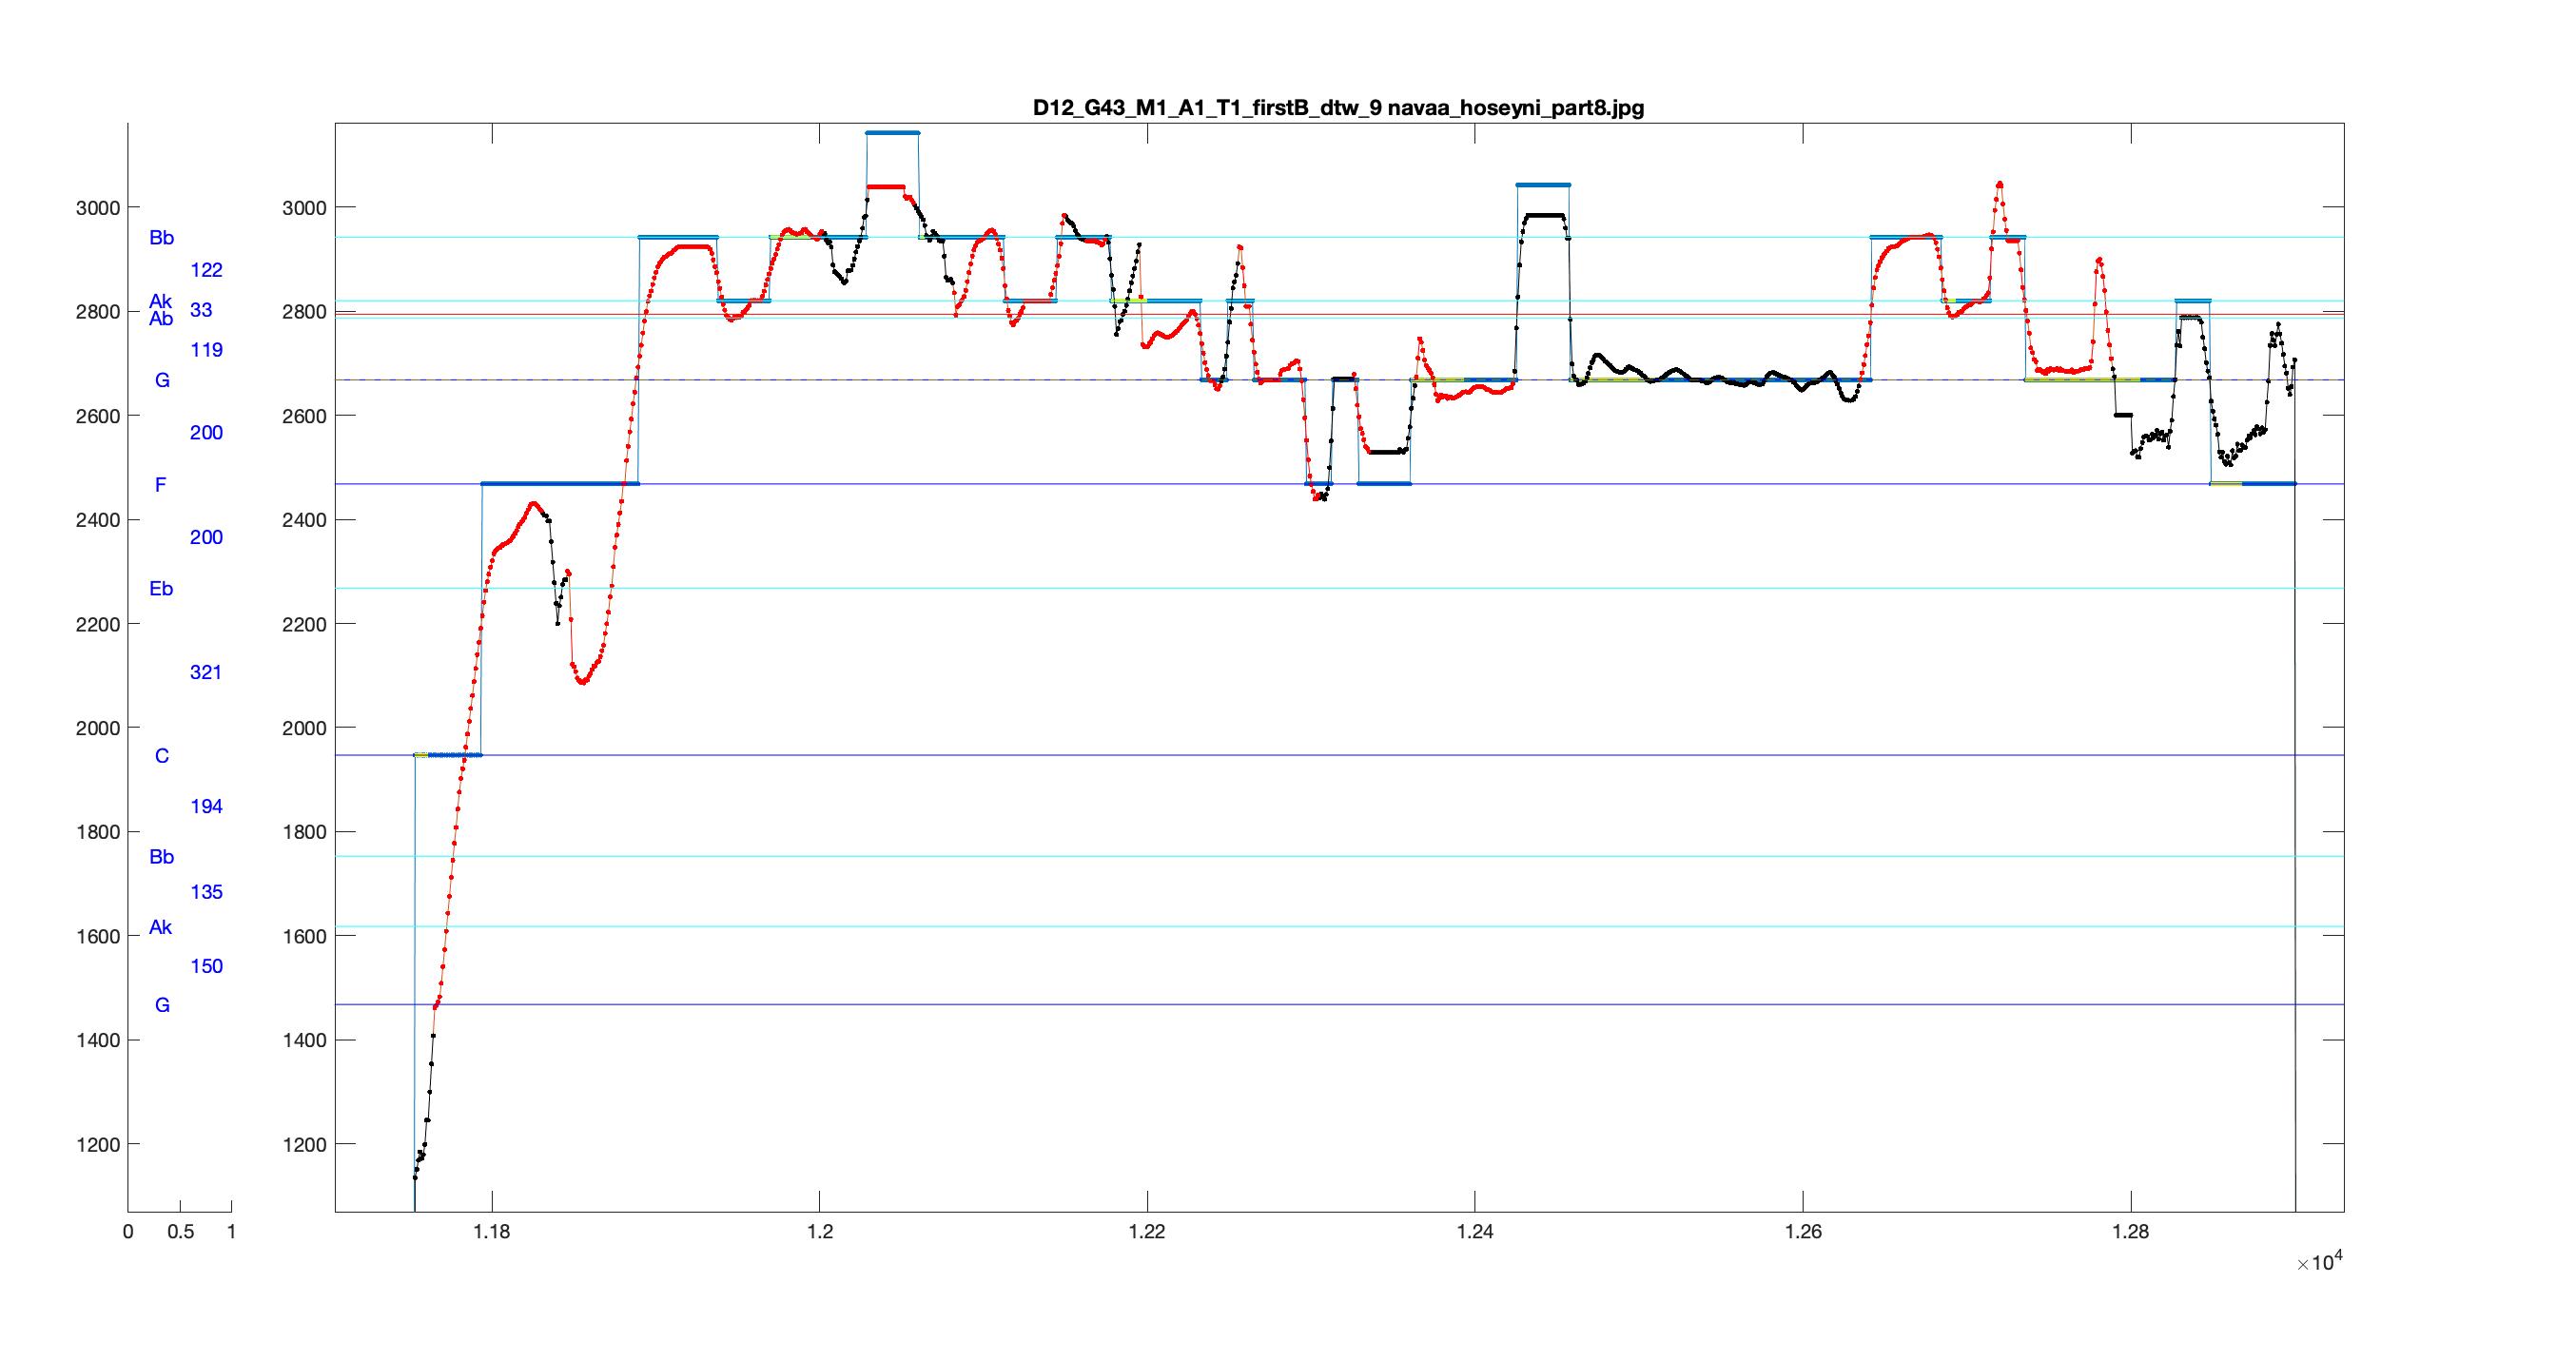 D12_G43_M1_A1_T1_firstB_dtw_9 navaa_hoseyni_part8.jpg
3000 3000
Bb
122
Ak
33
2800 2800
Ab
119
G
2600 2600
200
F
2400 2400
200
Eb
2200 2200
321
2000 2000
C
194
1800 1800
Bb
135
Ak
1600 1600
150
G
1400 1400
1200 1200
0 0.5 1 1.18 1.2 1.22 1.24 1.26 1.28
×10⁴